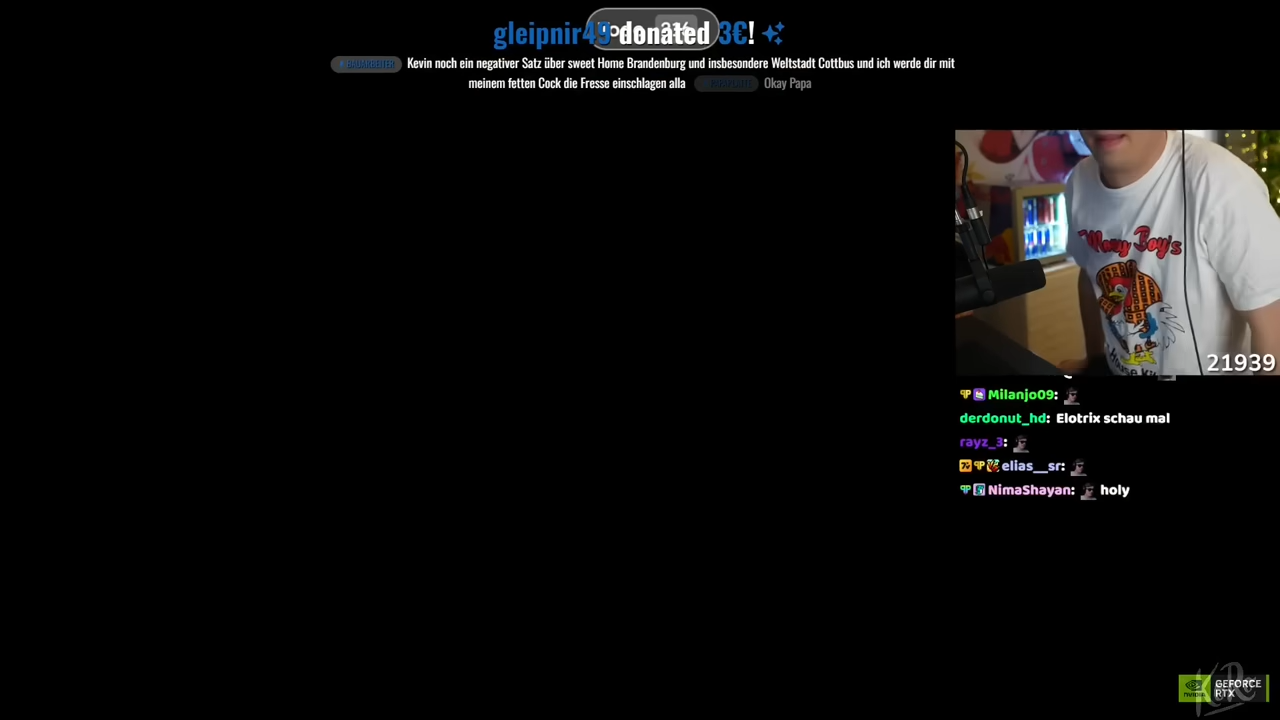 gleipnir49 donated 3€!
BAUARBEITER Kevin noch ein negativer Satz über sweet Home Brandenburg und insbesondere Weltstadt Cottbus und ich werde dir mit
meinem fetten Cock die Fresse einschlagen alla Okay Papa
Boy's
21939
Milanjo09:
derdonut_hd: Elotrix schau mal
rayz_3:
elias__sr:
NimaShayan: holy
GEFORCE
RTX